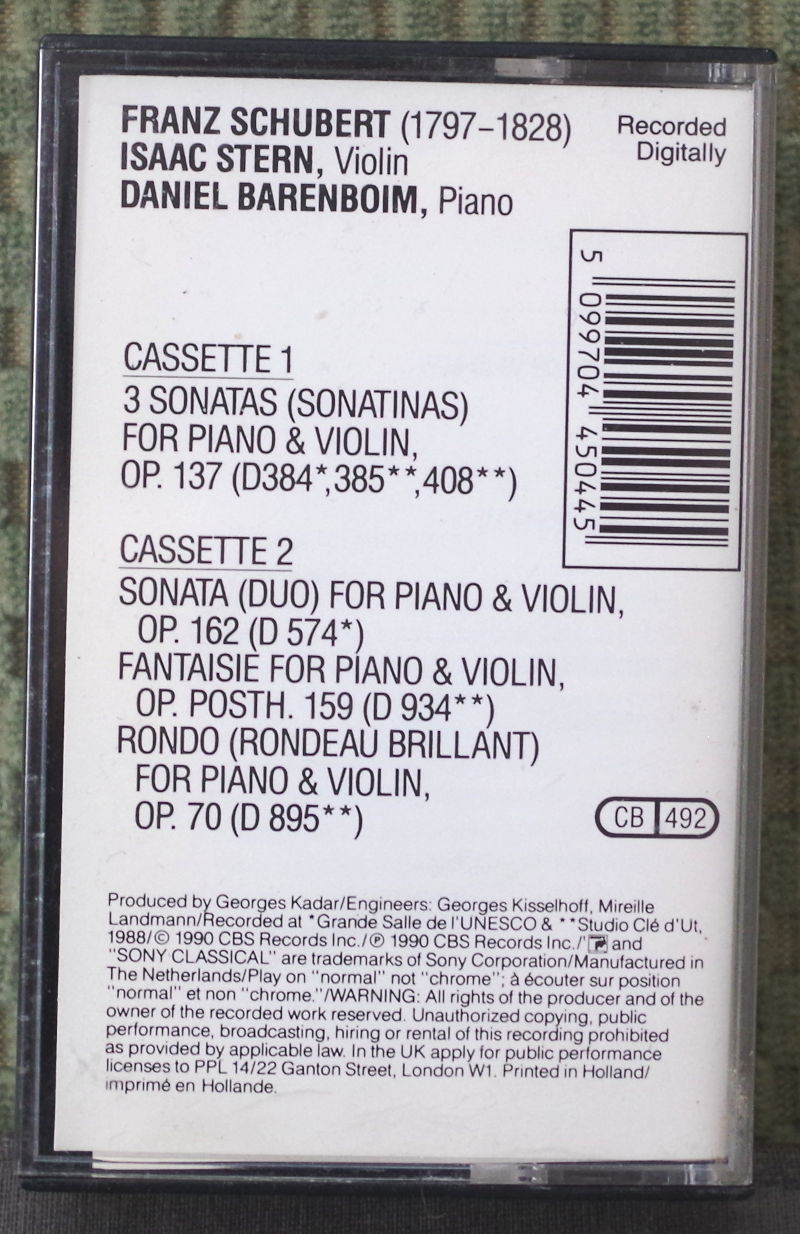 FRANZ SCHUBERT (1797–1828)
ISAAC STERN, Violin
DANIEL BARENBOIM, Piano
Recorded
Digitally
5 099704 450445
CASSETTE 1
3 SONATAS (SONATINAS)
FOR PIANO & VIOLIN,
OP. 137 (D384*,385**,408**)
CASSETTE 2
SONATA (DUO) FOR PIANO & VIOLIN,
OP. 162 (D 574*)
FANTAISIE FOR PIANO & VIOLIN,
OP. POSTH. 159 (D 934**)
RONDO (RONDEAU BRILLANT)
FOR PIANO & VIOLIN,
OP. 70 (D 895**)
CB 492
Produced by Georges Kadar/Engineers: Georges Kisselhoff, Mireille
Landmann/Recorded at *Grande Salle de l'UNESCO & **Studio Clé d'Ut,
1988/© 1990 CBS Records Inc./℗ 1990 CBS Records Inc./' and
"SONY CLASSICAL" are trademarks of Sony Corporation/Manufactured in
The Netherlands/Play on "normal" not "chrome"; à écouter sur position
"normal" et non "chrome."/WARNING: All rights of the producer and of the
owner of the recorded work reserved. Unauthorized copying, public
performance, broadcasting, hiring or rental of this recording prohibited
as provided by applicable law. In the UK apply for public performance
licenses to PPL 14/22 Ganton Street, London W1. Printed in Holland/
imprimé en Hollande.